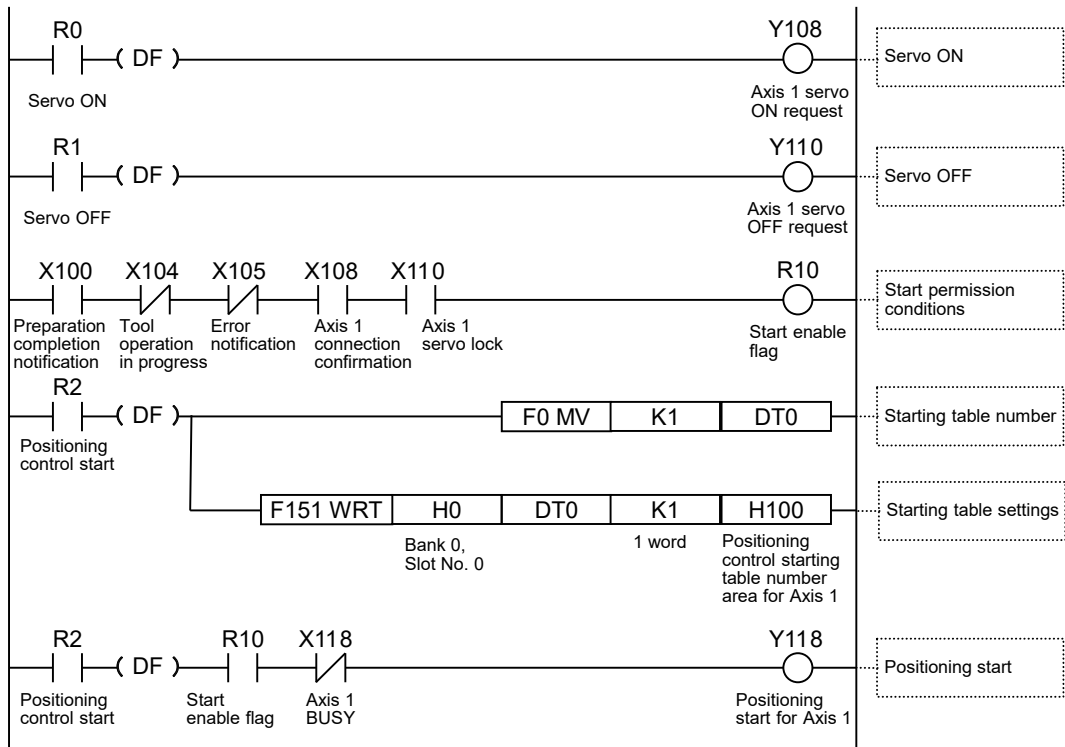 R0
( DF )
Y108
Servo ON
Servo ON
Axis 1 servo
ON request
R1
( DF )
Y110
Servo OFF
Servo OFF
Axis 1 servo
OFF request
X100
X104
X105
X108
X110
R10
Start permission
conditions
Preparation
completion
notification
Tool
operation
in progress
Error
notification
Axis 1
connection
confirmation
Axis 1
servo lock
Start enable
flag
R2
( DF )
F0 MV
K1
DT0
Starting table number
Positioning
control start
F151 WRT
H0
DT0
K1
H100
Starting table settings
Bank 0,
Slot No. 0
1 word
Positioning
control starting
table number
area for Axis 1
R2
( DF )
R10
X118
Y118
Positioning start
Positioning
control start
Start
enable flag
Axis 1
BUSY
Positioning
start for Axis 1